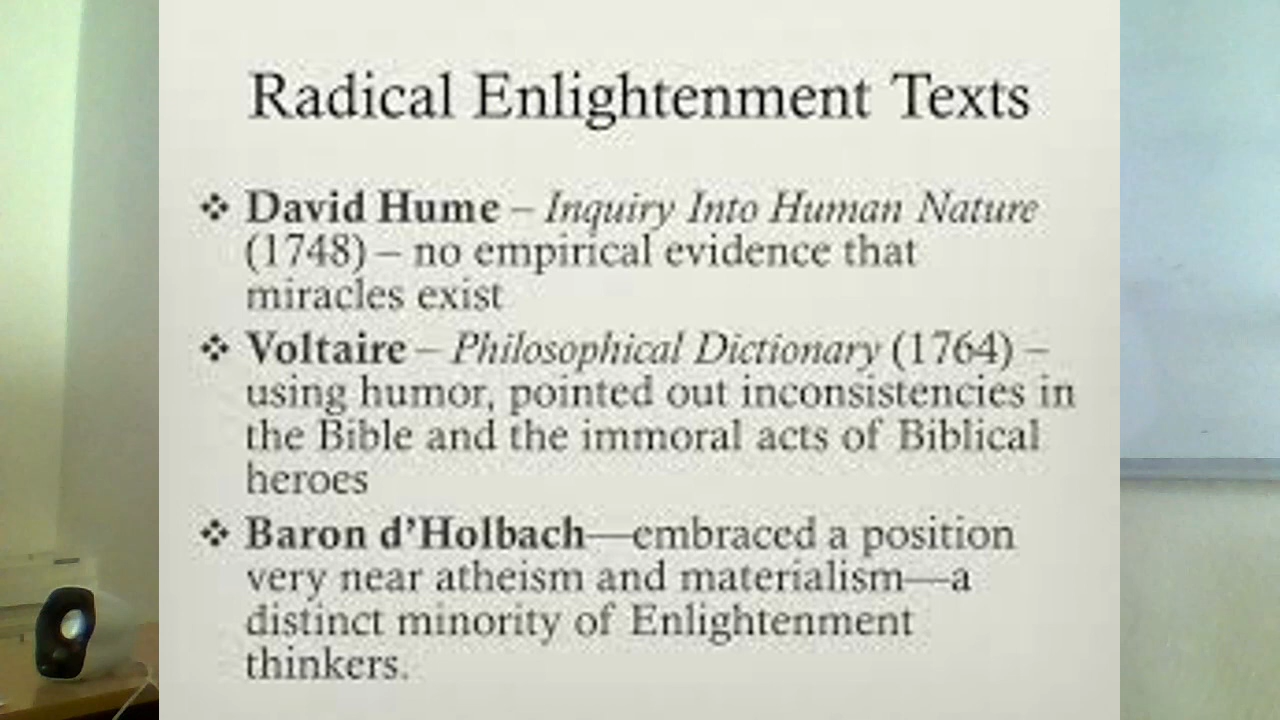 Radical Enlightenment Texts
❖ David Hume – Inquiry Into Human Nature
(1748) – no empirical evidence that
miracles exist
❖ Voltaire – Philosophical Dictionary (1764) –
using humor, pointed out inconsistencies in
the Bible and the immoral acts of Biblical
heroes
❖ Baron d’Holbach—embraced a position
very near atheism and materialism—a
distinct minority of Enlightenment
thinkers.